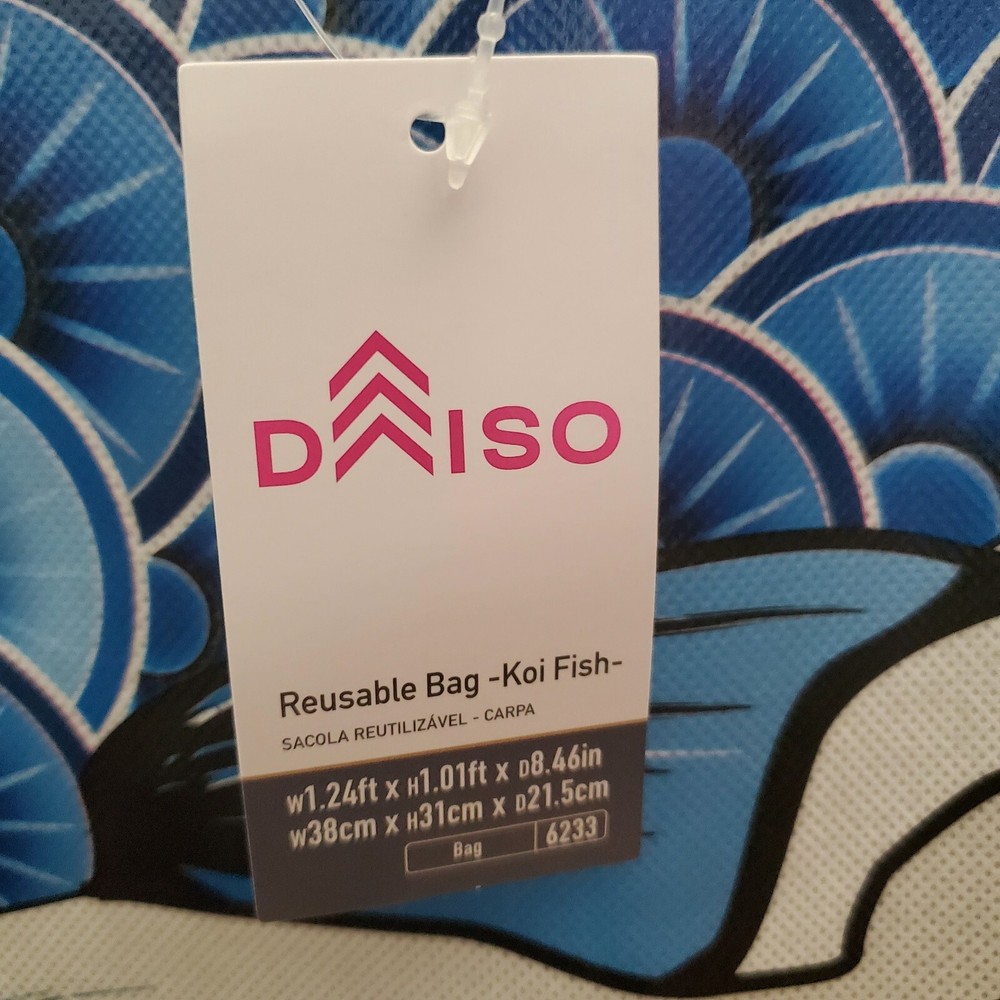 DAISO
Reusable Bag -Koi Fish-
SACOLA REUTILIZÁVEL - CARPA
W1.24ft x H1.01ft x D8.46in
W38cm x H31cm x D21.5cm
Bag 6233